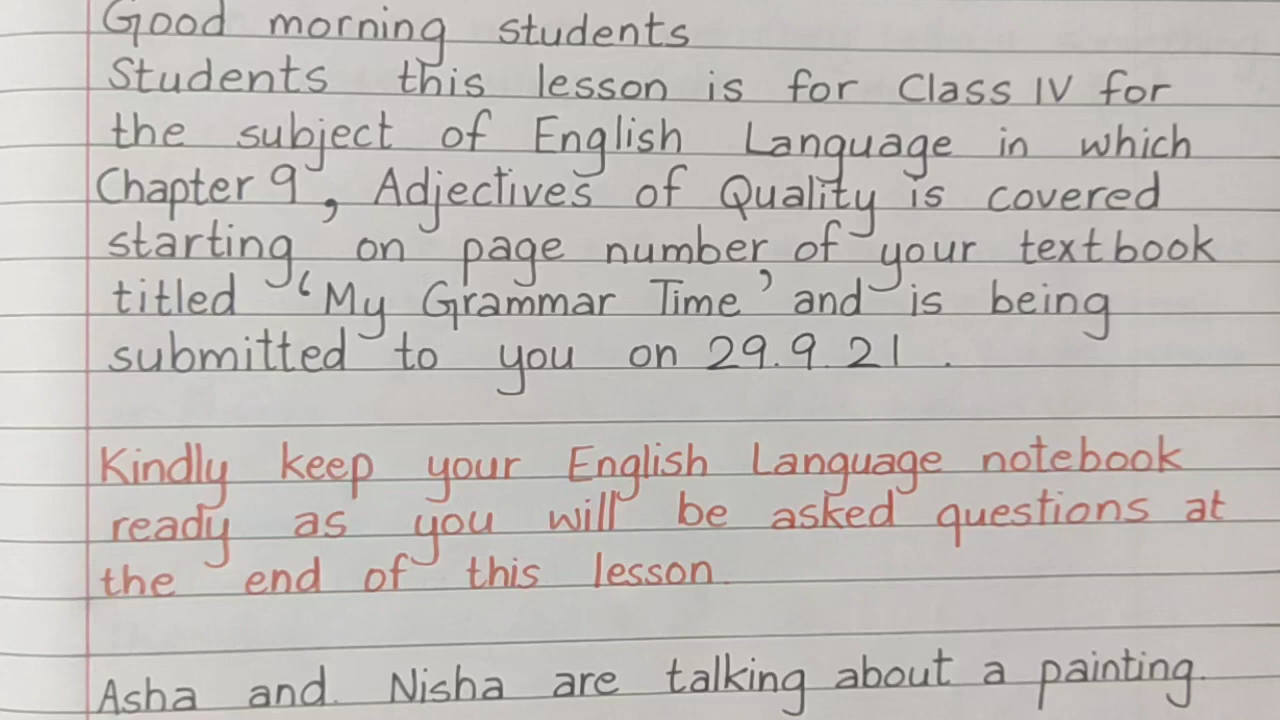 Good morning students
Students this lesson is for Class IV for
the subject of English Language in which
Chapter 9, Adjectives of Quality is covered
starting on page number of your textbook
titled 'My Grammar Time' and is being
submitted to you on 29.9.21.
Kindly keep your English Language notebook
ready as you will be asked questions at
the end of this lesson.
Asha and Nisha are talking about a painting.